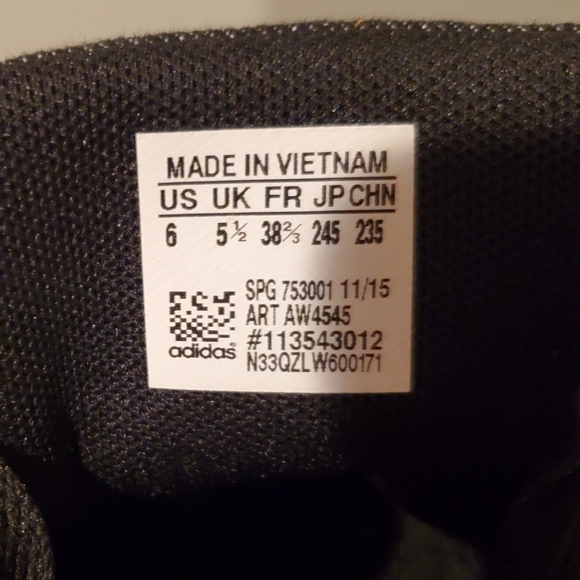 MADE IN VIETNAM
US UK FR JP CHN
6 5½ 38⅔ 245 235
SPG 753001 11/15
ART AW4545
#113543012
adidas® N33QZLW600171